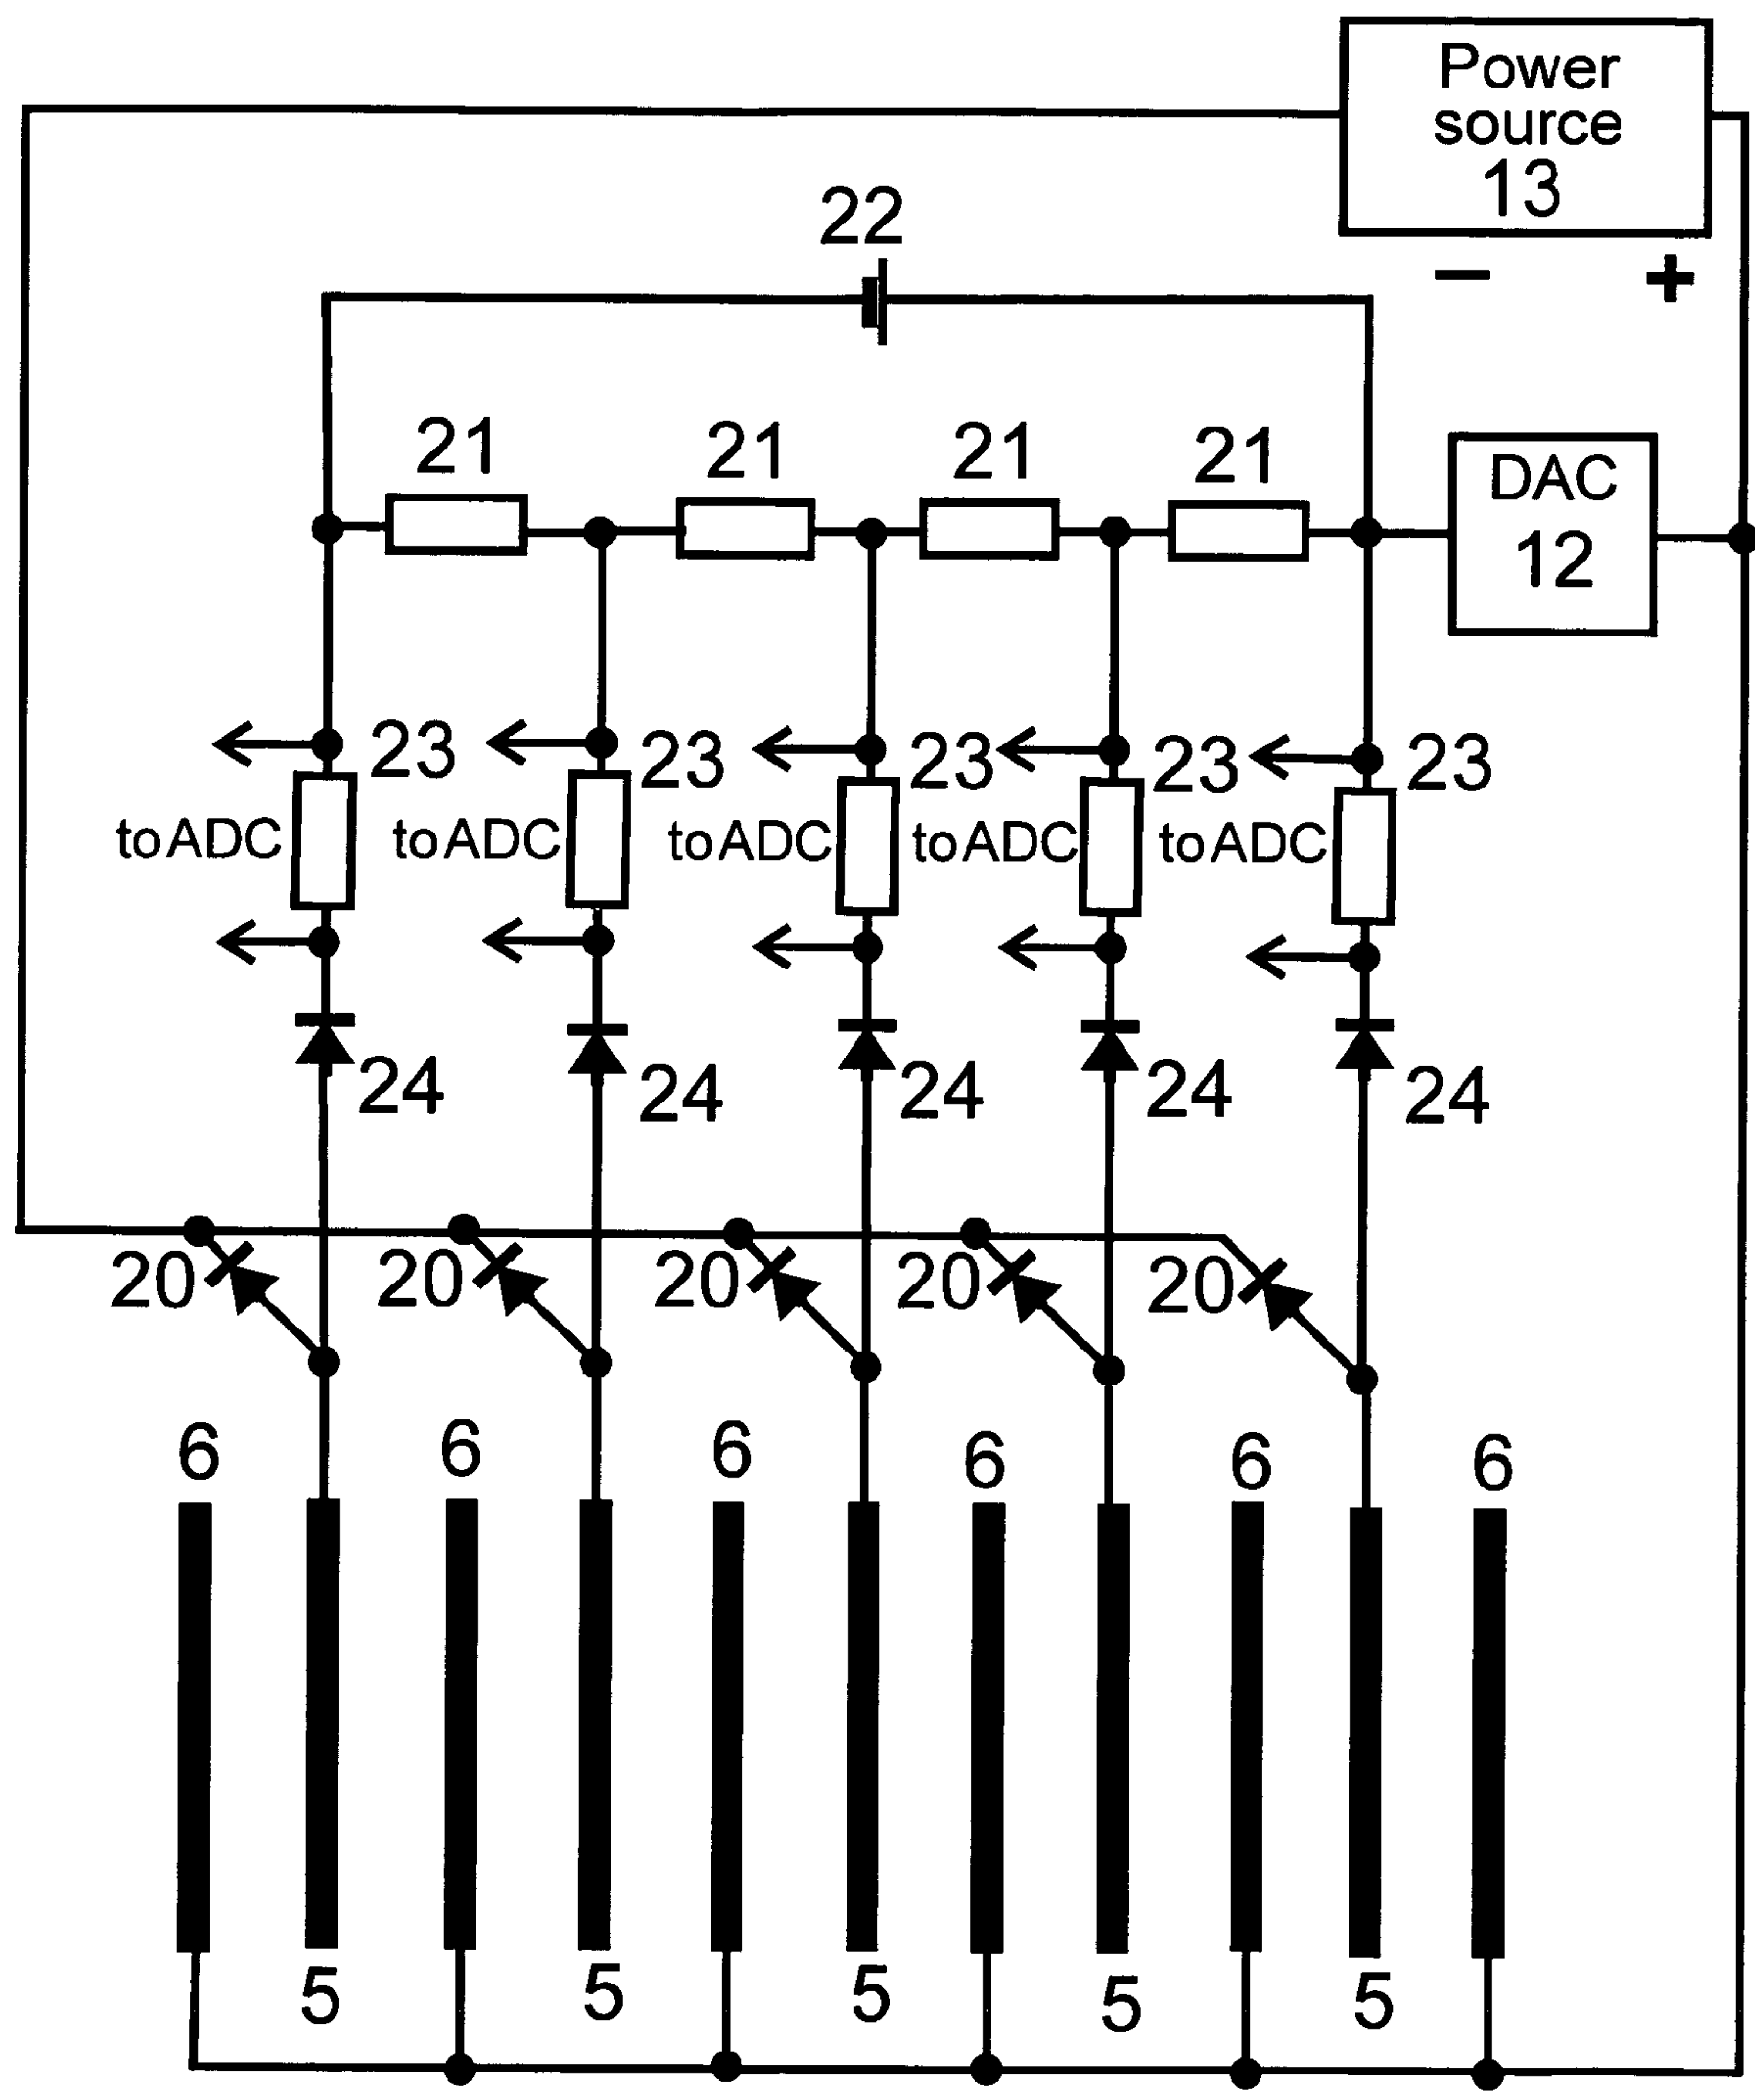 Power
source
13
− +
22
21 21 21 21
DAC
12
23 23 23 23 23
toADC toADC toADC toADC toADC
24 24 24 24 24
20 20 20 20 20
6 6 6 6 6 6
5 5 5 5 5